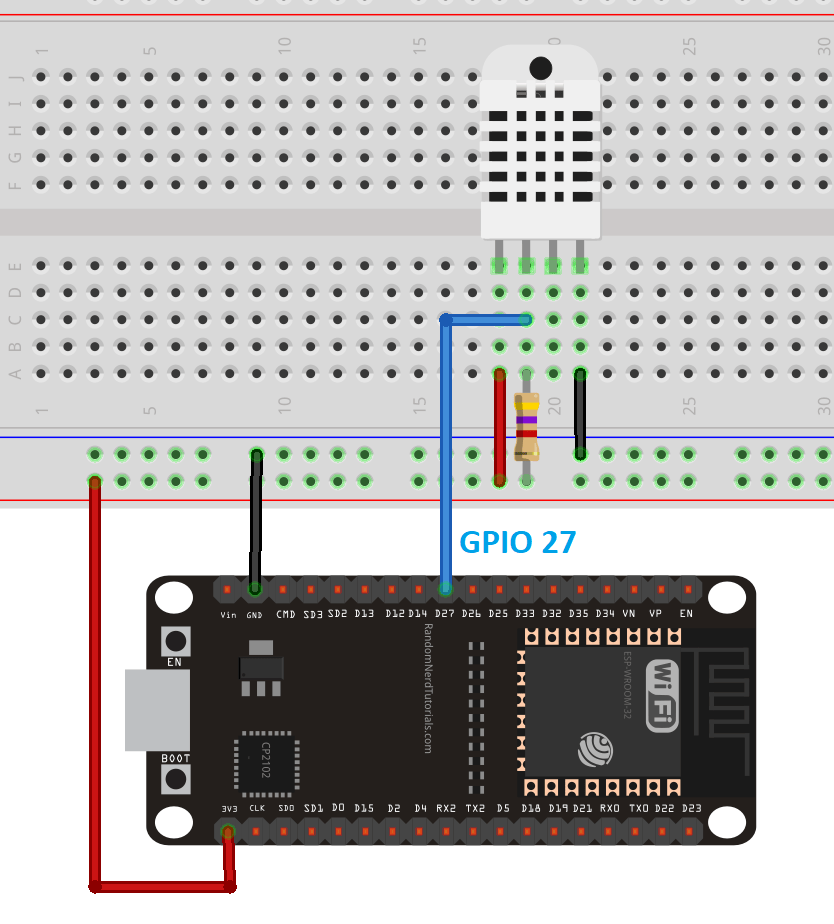 1 5 10 15 20 25 30
J
I
H
G
F
E
D
C
B
A
1 5 10 15 20 25 30
GPIO 27
Vin GND CMD SD3 SD2 D13 D12 D14 D27 D26 D25 D33 D32 D35 D34 VN VP EN
EN
RandomNerdTutorials.com
ESP-WROOM-32
WiFi
CP2102
BOOT
3V3 CLK SD0 SD1 D0 D15 D2 D4 RX2 TX2 D5 D18 D19 D21 RX0 TX0 D22 D23